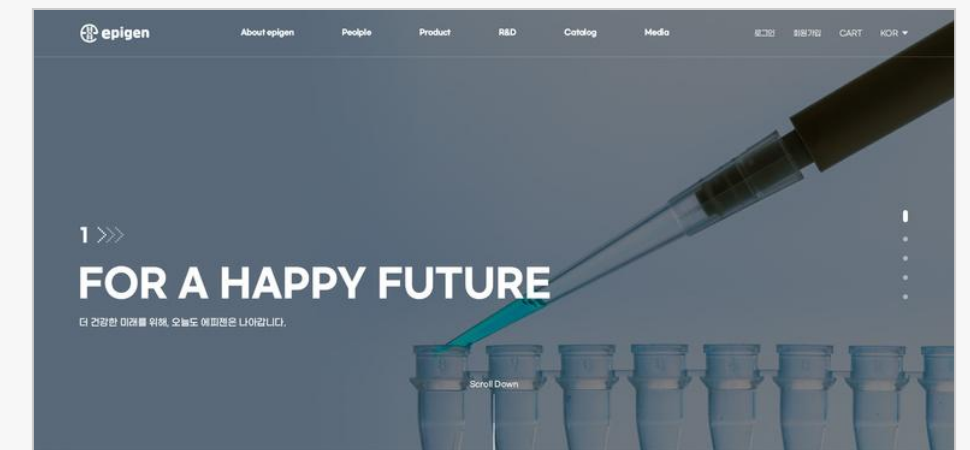 epigen
About epigen
Peolpie
Product
R&D
Catalog
Media
로그인
회원가입
CART
KOR
1
FOR A HAPPY FUTURE
더 건강한 미래를 위해, 오늘도 에피젠은 나아갑니다.
Scroll Down